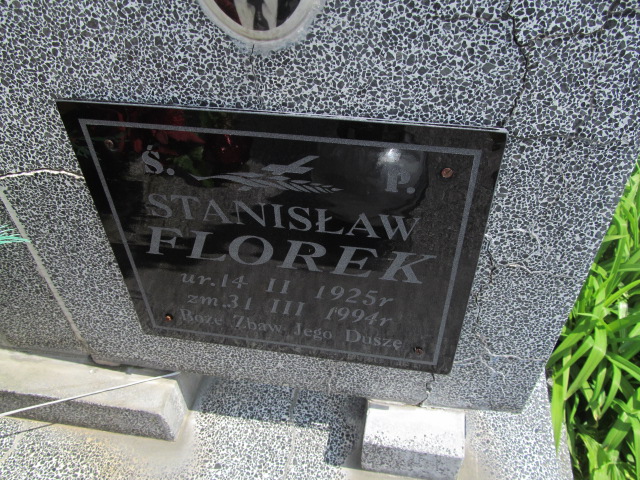 Ś. P.
STANISŁAW
FLOREK
ur.14 II 1925r
zm.31 III 1994r
Boże Zbaw Jego Duszę